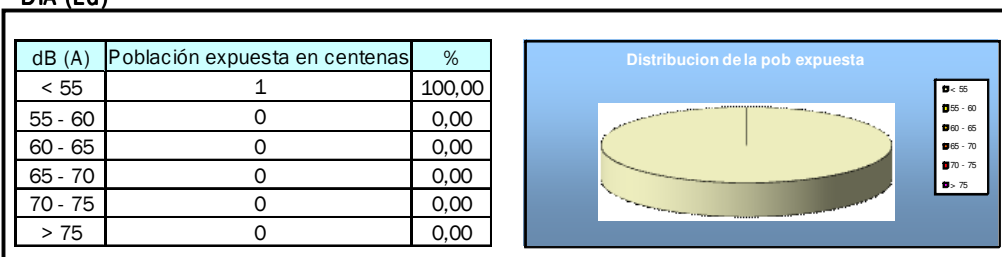 DIA (Ld)
dB (A) Población expuesta en centenas %
< 55 1 100,00
55 - 60 0 0,00
60 - 65 0 0,00
65 - 70 0 0,00
70 - 75 0 0,00
> 75 0 0,00
Distribucion de la pob expuesta
< 55
55 - 60
60 - 65
65 - 70
70 - 75
> 75